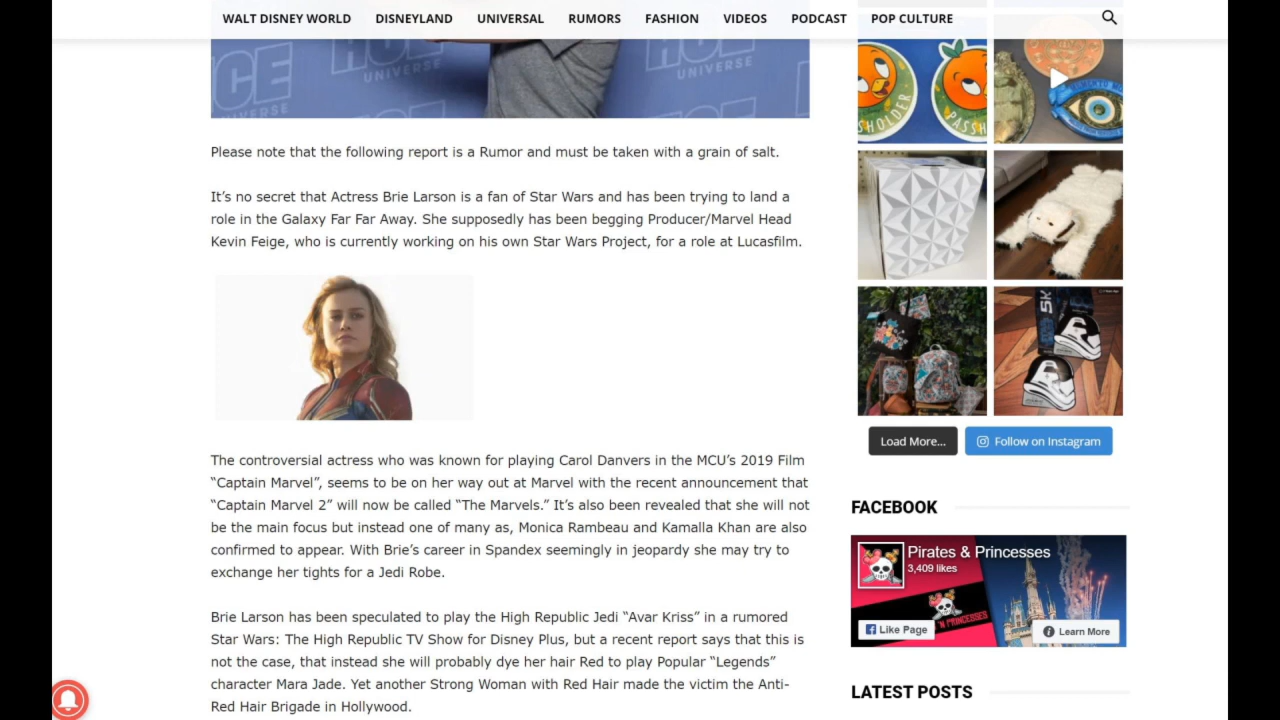 WALT DISNEY WORLD DISNEYLAND UNIVERSAL RUMORS FASHION VIDEOS PODCAST POP CULTURE
ACE
UNIVERSE
UNIVERSE
UNIVERSE
Please note that the following report is a Rumor and must be taken with a grain of salt.
It's no secret that Actress Brie Larson is a fan of Star Wars and has been trying to land a
role in the Galaxy Far Far Away. She supposedly has been begging Producer/Marvel Head
Kevin Feige, who is currently working on his own Star Wars Project, for a role at Lucasfilm.
The controversial actress who was known for playing Carol Danvers in the MCU's 2019 Film
“Captain Marvel”, seems to be on her way out at Marvel with the recent announcement that
“Captain Marvel 2” will now be called “The Marvels.” It's also been revealed that she will not
be the main focus but instead one of many as, Monica Rambeau and Kamalla Khan are also
confirmed to appear. With Brie's career in Spandex seemingly in jeopardy she may try to
exchange her tights for a Jedi Robe.
Brie Larson has been speculated to play the High Republic Jedi “Avar Kriss” in a rumored
Star Wars: The High Republic TV Show for Disney Plus, but a recent report says that this is
not the case, that instead she will probably dye her hair Red to play Popular “Legends”
character Mara Jade. Yet another Strong Woman with Red Hair made the victim the Anti-
Red Hair Brigade in Hollywood.
5K
Load More...
Follow on Instagram
FACEBOOK
Pirates & Princesses
3,409 likes
'N PRINCESSES
Like Page
Learn More
LATEST POSTS